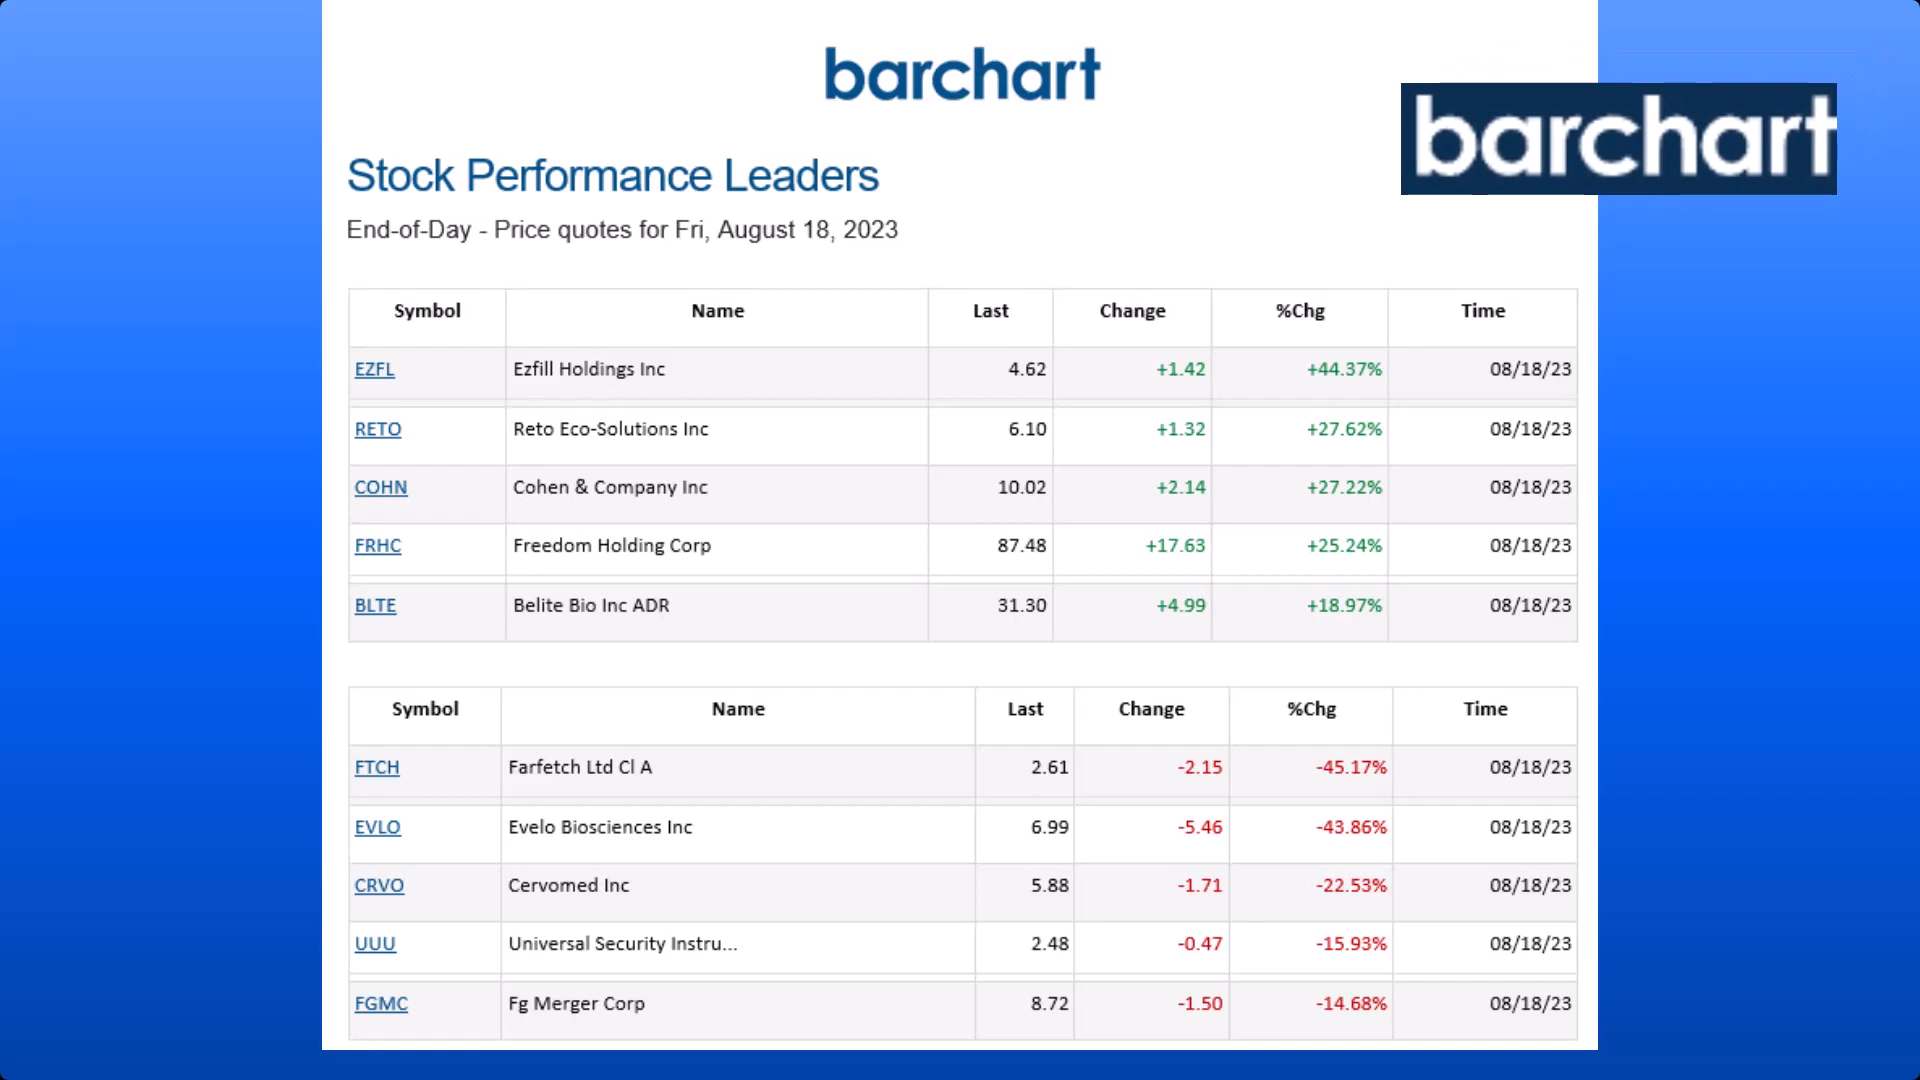 barchart
barchart
Stock Performance Leaders
End-of-Day - Price quotes for Fri, August 18, 2023
Symbol Name Last Change %Chg Time
EZFL Ezfill Holdings Inc 4.62 +1.42 +44.37% 08/18/23
RETO Reto Eco-Solutions Inc 6.10 +1.32 +27.62% 08/18/23
COHN Cohen & Company Inc 10.02 +2.14 +27.22% 08/18/23
FRHC Freedom Holding Corp 87.48 +17.63 +25.24% 08/18/23
BLTE Belite Bio Inc ADR 31.30 +4.99 +18.97% 08/18/23
Symbol Name Last Change %Chg Time
FTCH Farfetch Ltd Cl A 2.61 -2.15 -45.17% 08/18/23
EVLO Evelo Biosciences Inc 6.99 -5.46 -43.86% 08/18/23
CRVO Cervomed Inc 5.88 -1.71 -22.53% 08/18/23
UUU Universal Security Instru... 2.48 -0.47 -15.93% 08/18/23
FGMC Fg Merger Corp 8.72 -1.50 -14.68% 08/18/23